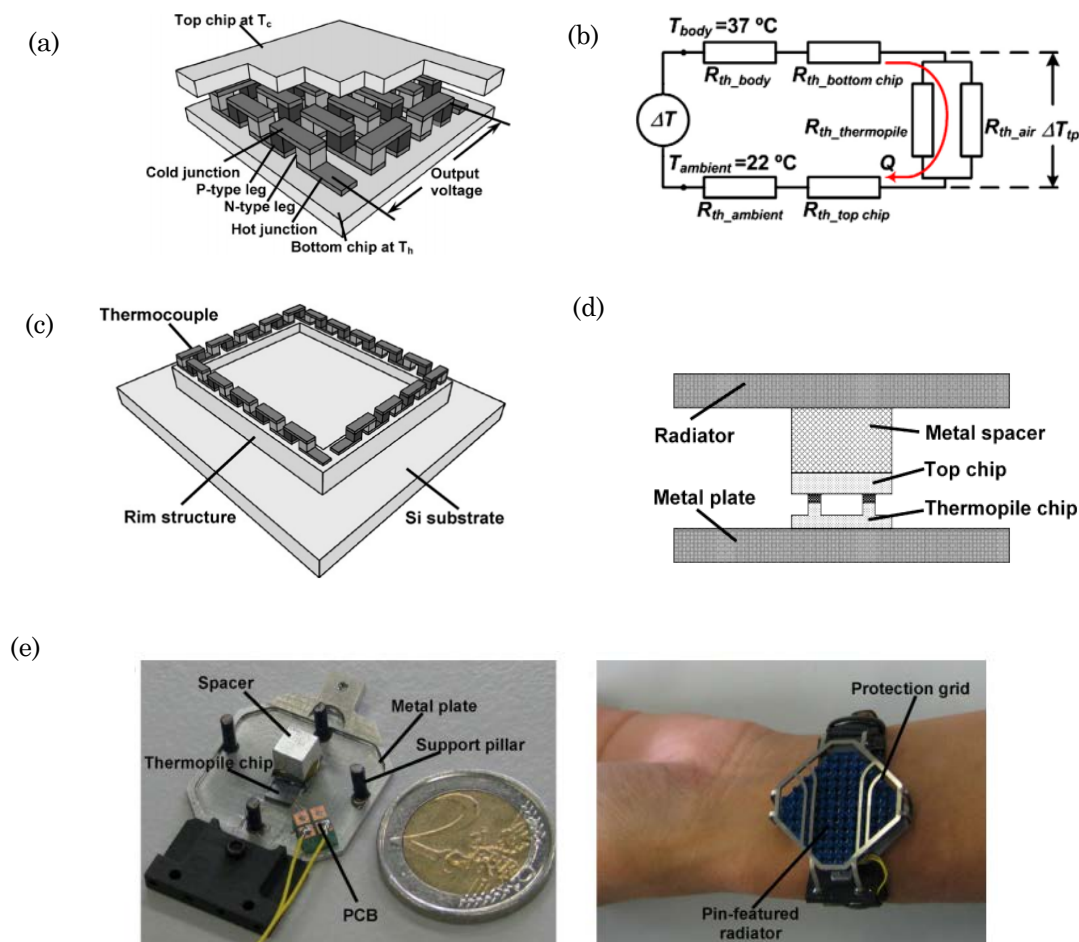 (a)
Top chip at Tc
Cold junction
P-type leg
N-type leg
Hot junction
Bottom chip at Th
Output
voltage
(b)
Tbody=37 ºC
Rth_body
Rth_bottom chip
ΔT
Rth_thermopile
Rth_air
ΔTtp
Tambient=22 ºC
Q
Rth_ambient
Rth_top chip
(c)
Thermocouple
Rim structure
Si substrate
(d)
Radiator
Metal spacer
Top chip
Metal plate
Thermopile chip
(e)
Spacer
Metal plate
Support pillar
Thermopile chip
PCB
Protection grid
Pin-featured
radiator